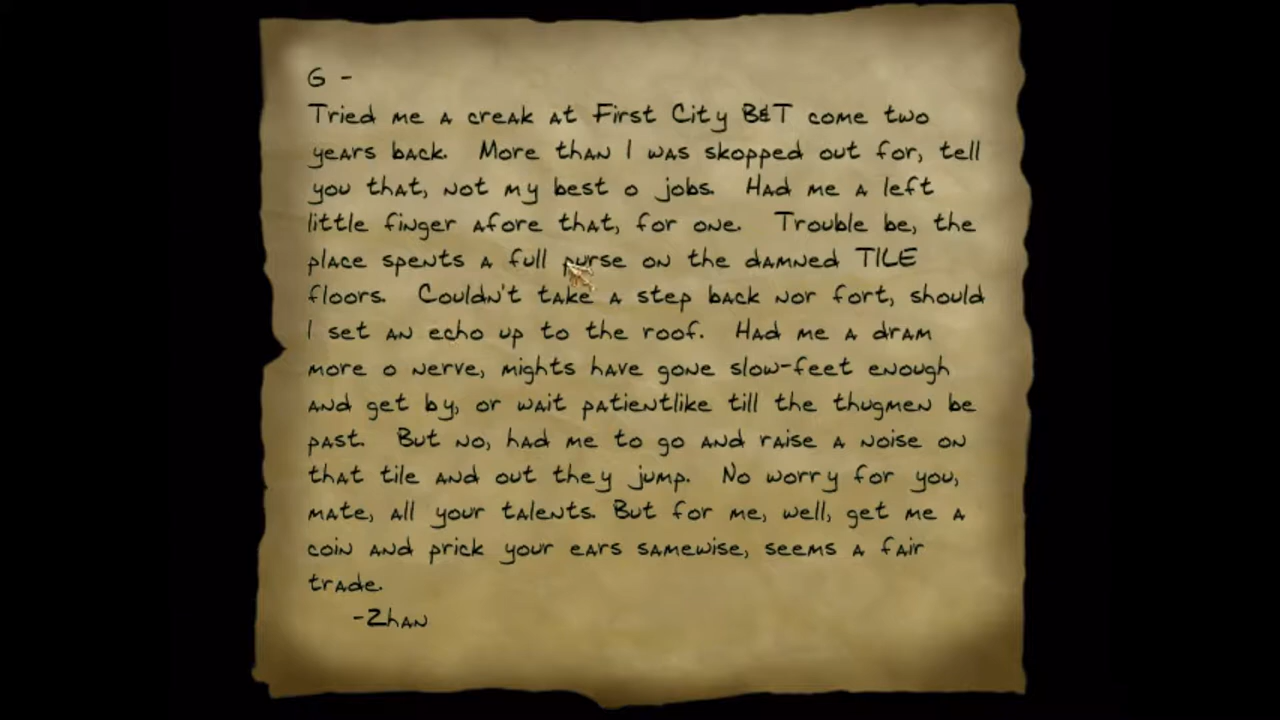 G -
Tried me a creak at First City B&T come two
years back. More than I was skopped out for, tell
you that, not my best o jobs. Had me a left
little finger afore that, for one. Trouble be, the
place spents a full purse on the damned TILE
floors. Couldn't take a step back nor fort, should
I set an echo up to the roof. Had me a dram
more o nerve, mights have gone slow-feet enough
and get by, or wait patientlike till the thugmen be
past. But no, had me to go and raise a noise on
that tile and out they jump. No worry for you,
mate, all your talents. But for me, well, get me a
coin and prick your ears samewise, seems a fair
trade.
-Zhan